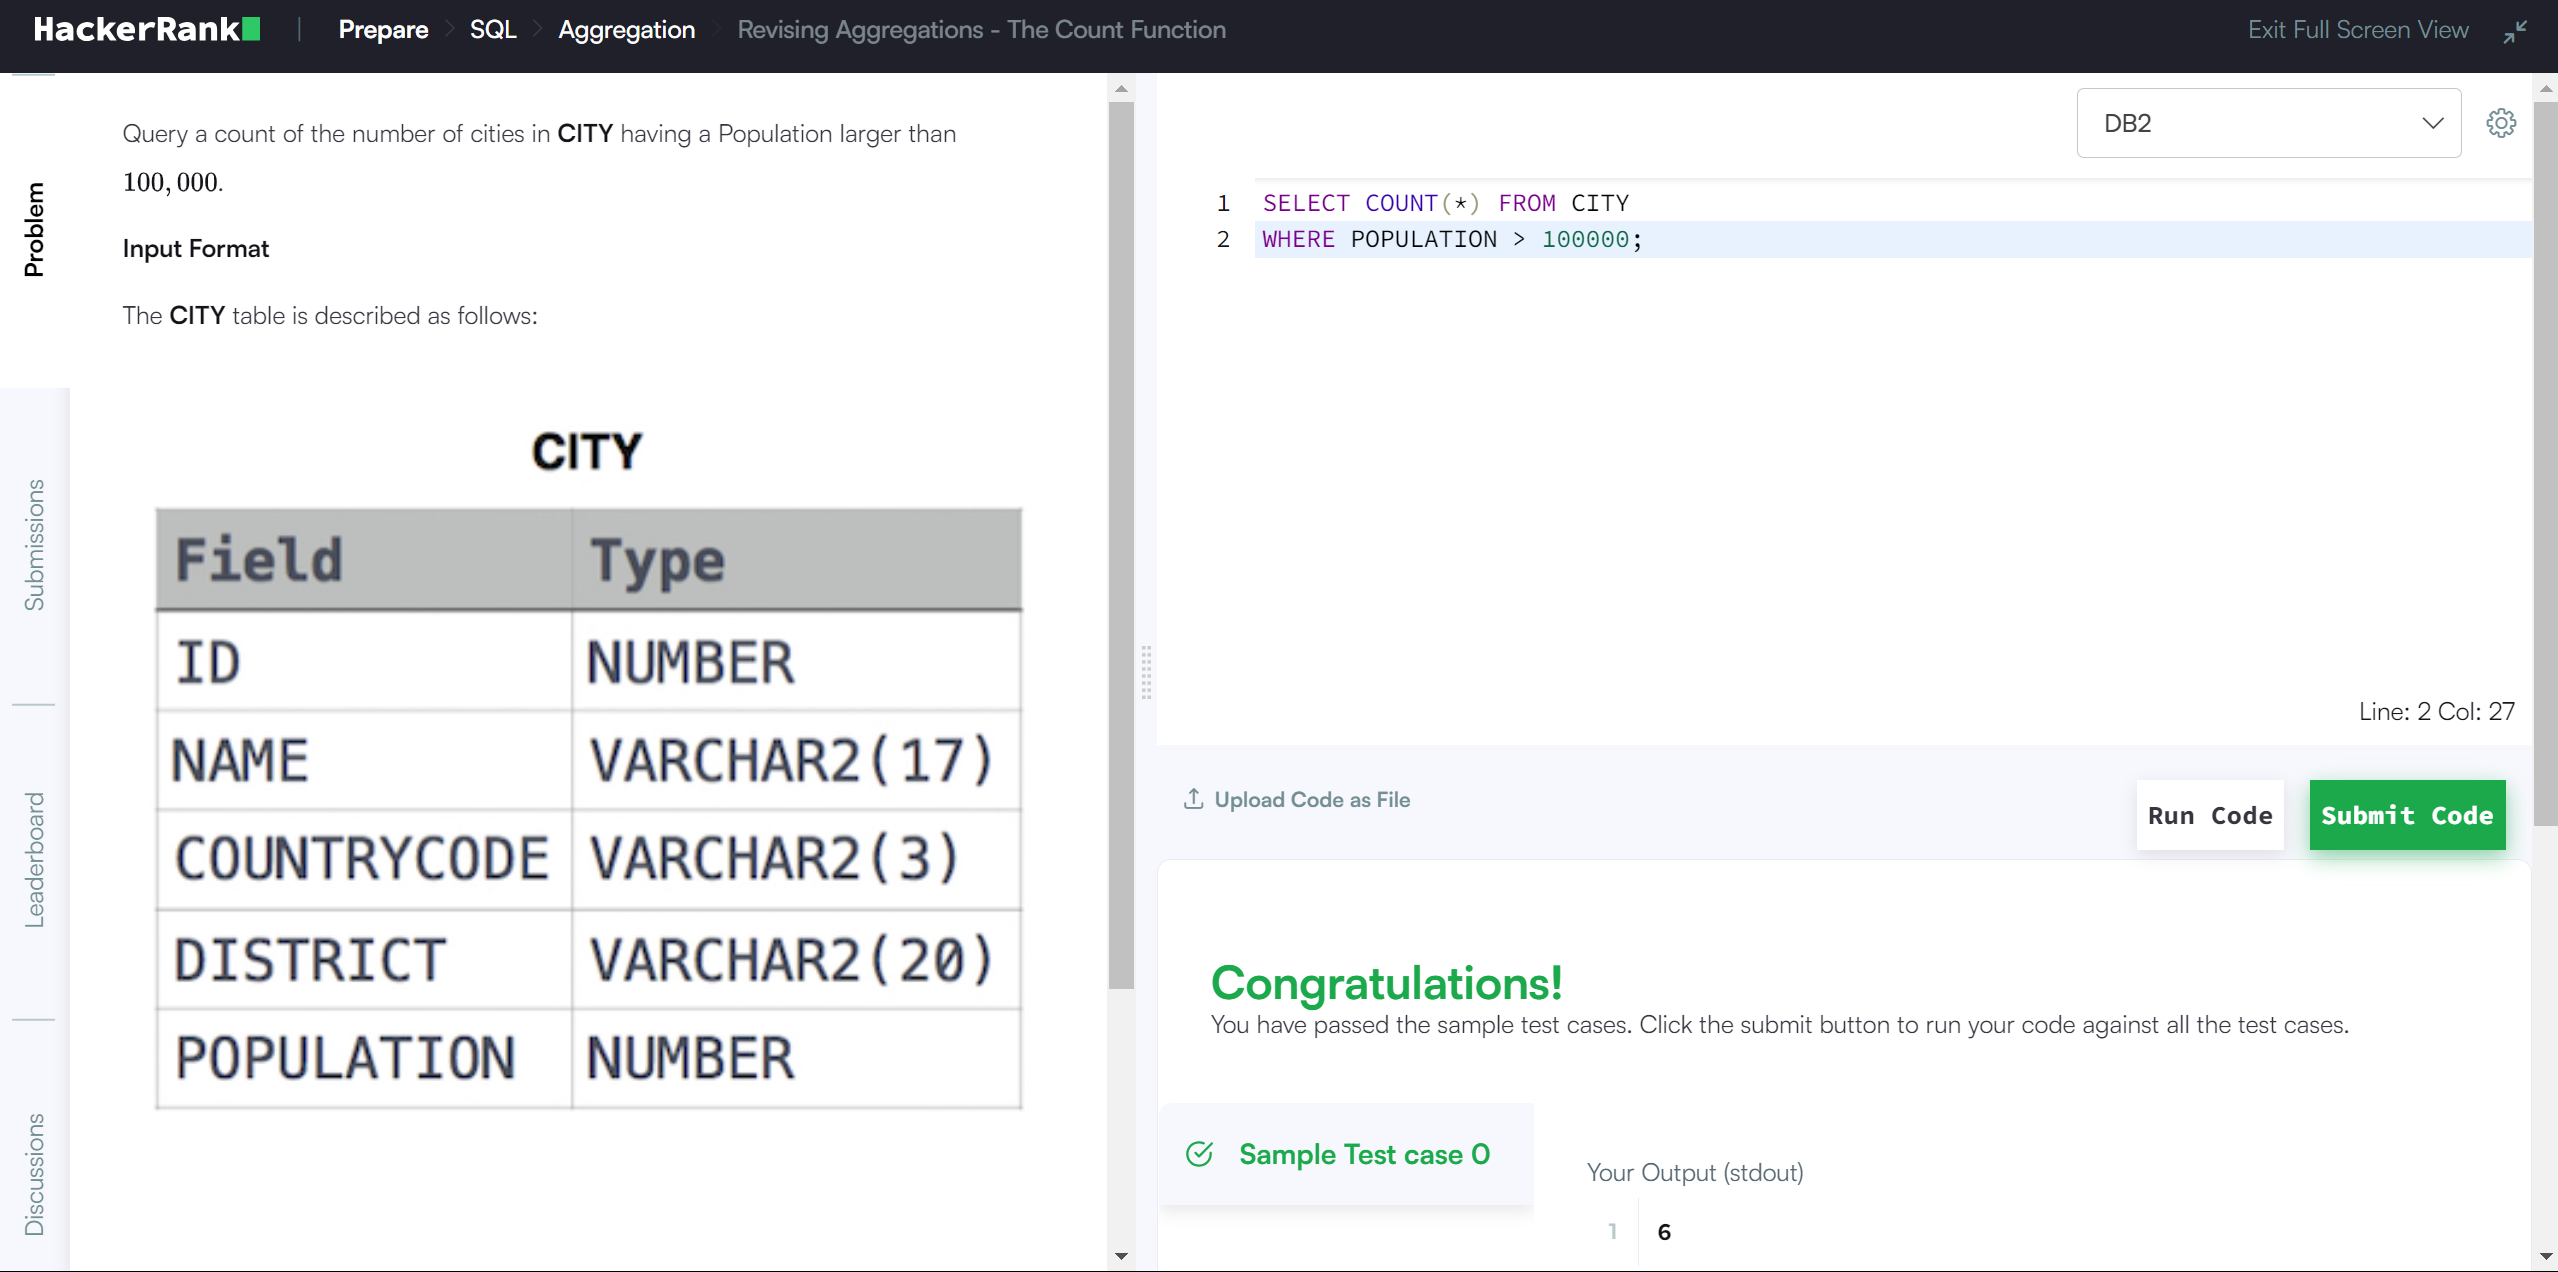 HackerRank | Prepare > SQL > Aggregation > Revising Aggregations - The Count Function
Exit Full Screen View
Problem
Submissions
Leaderboard
Discussions
Query a count of the number of cities in CITY having a Population larger than
100,000.
Input Format
The CITY table is described as follows:
CITY
Field Type
ID NUMBER
NAME VARCHAR2(17)
COUNTRYCODE VARCHAR2(3)
DISTRICT VARCHAR2(20)
POPULATION NUMBER
DB2
1 SELECT COUNT(*) FROM CITY
2 WHERE POPULATION > 100000;
Line: 2 Col: 27
Upload Code as File
Run Code
Submit Code
Congratulations!
You have passed the sample test cases. Click the submit button to run your code against all the test cases.
Sample Test case 0
Your Output (stdout)
1 6